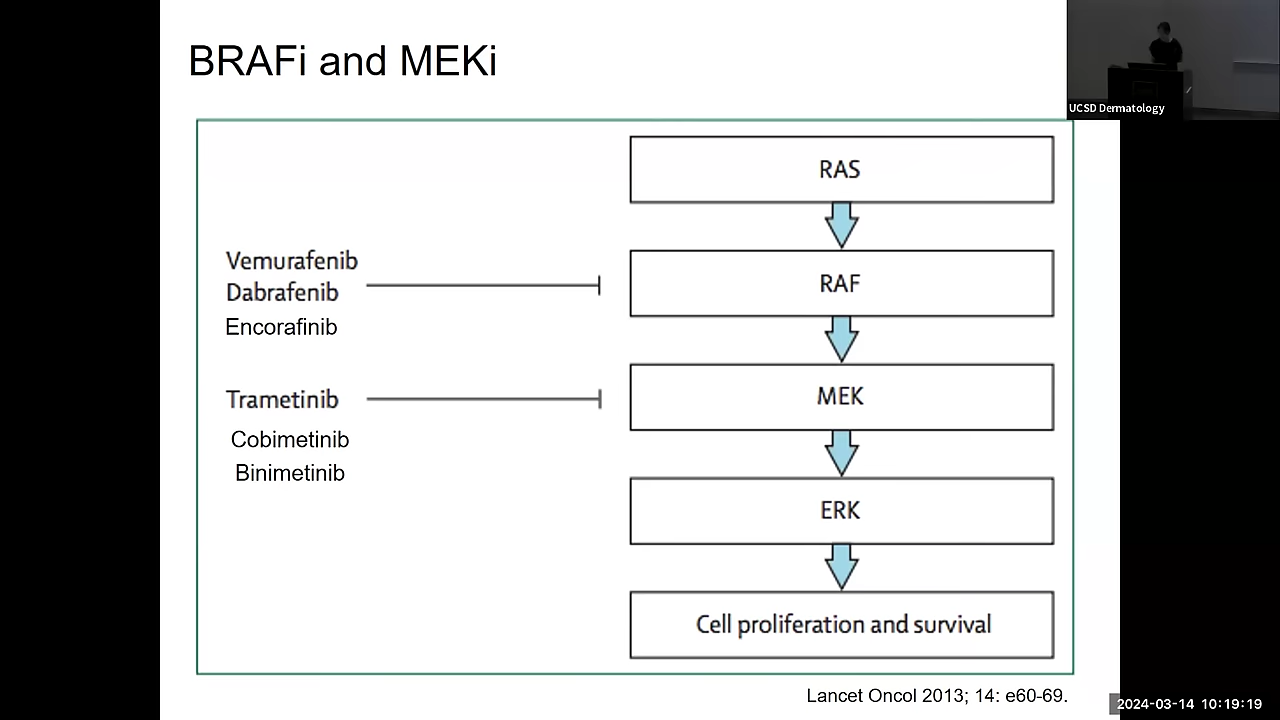 BRAFi and MEKi
UCSD Dermatology
RAS
Vemurafenib
Dabrafenib
Encorafinib
RAF
Trametinib
Cobimetinib
Binimetinib
MEK
ERK
Cell proliferation and survival
Lancet Oncol 2013; 14: e60-69.
2024-03-14 10:19:19